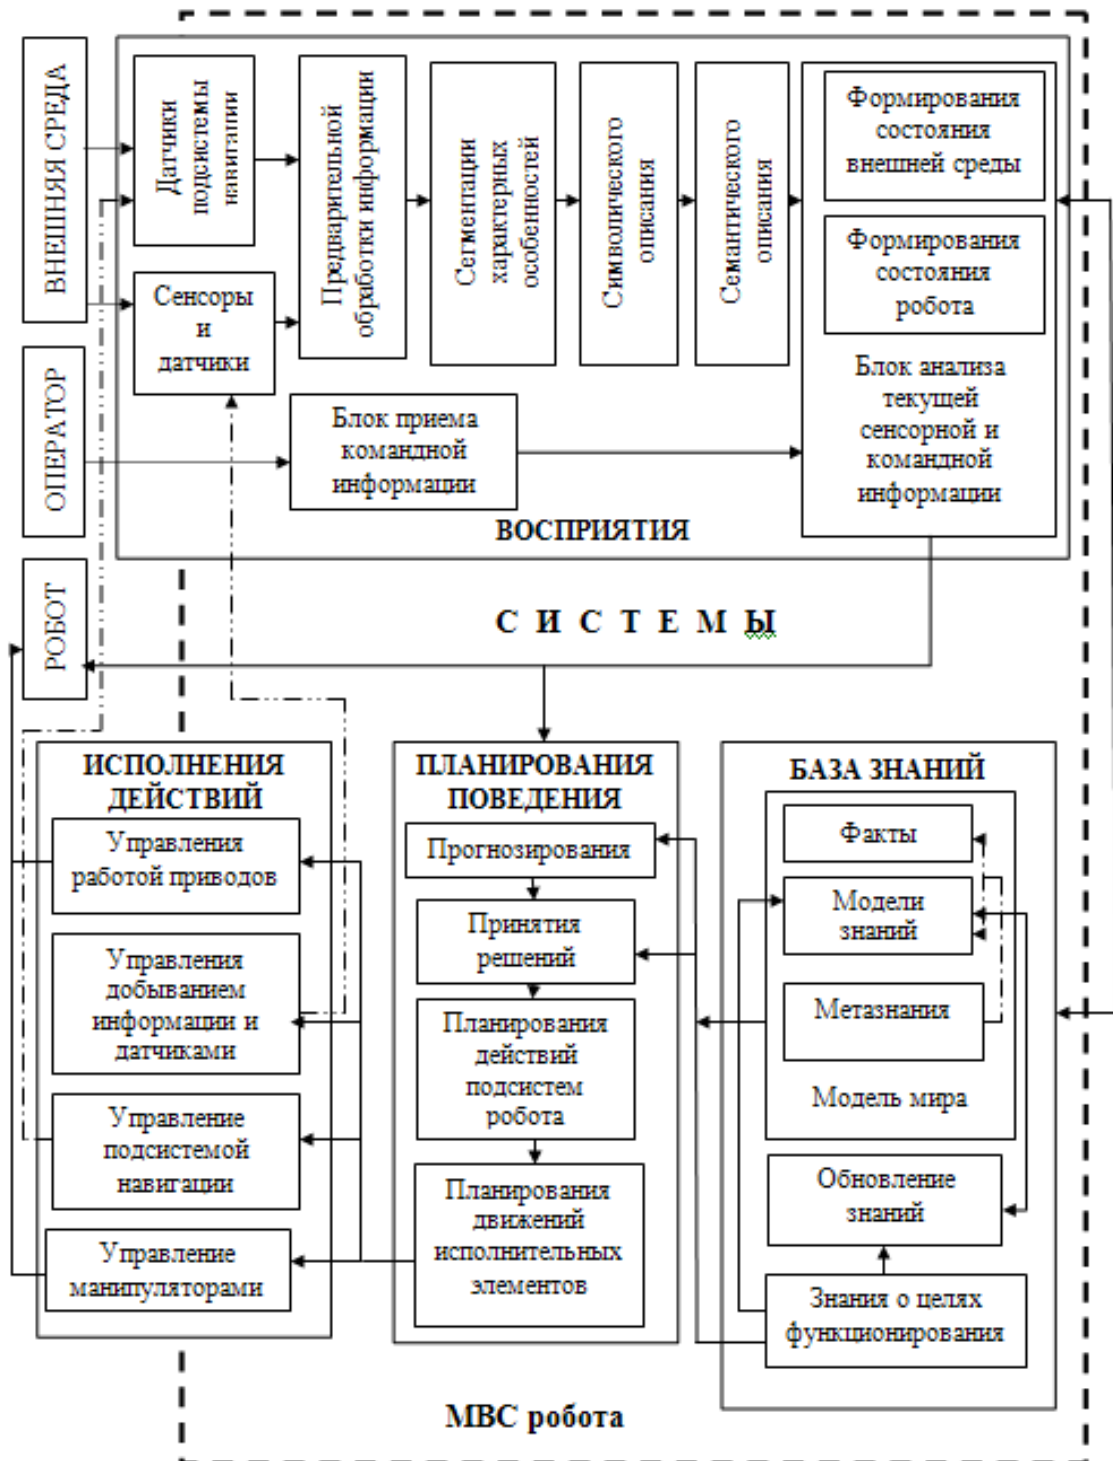 ВНЕШНЯЯ СРЕДА
ОПЕРАТОР
РОБОТ
Датчики
подсистемы
навигации
Сенсоры
и
датчики
Предварительной
обработки информации
Сегментации
характерных
особенностей
Символического
описания
Семантического
описания
Формирования
состояния
внешней среды
Формирования
состояния
робота
Блок анализа
текущей
сенсорной и
командной
информации
Блок приема
командной
информации
ВОСПРИЯТИЯ
С И С Т Е М Ы
ИСПОЛНЕНИЯ
ДЕЙСТВИЙ
Управления
работой приводов
Управления
добыванием
информации и
датчиками
Управление
подсистемой
навигации
Управление
манипуляторами
ПЛАНИРОВАНИЯ
ПОВЕДЕНИЯ
Прогнозирования
Принятия
решений
Планирования
действий
подсистем
робота
Планирования
движений
исполнительных
элементов
БАЗА ЗНАНИЙ
Факты
Модели
знаний
Метазнания
Модель мира
Обновление
знаний
Знания о целях
функционирования
МВС робота